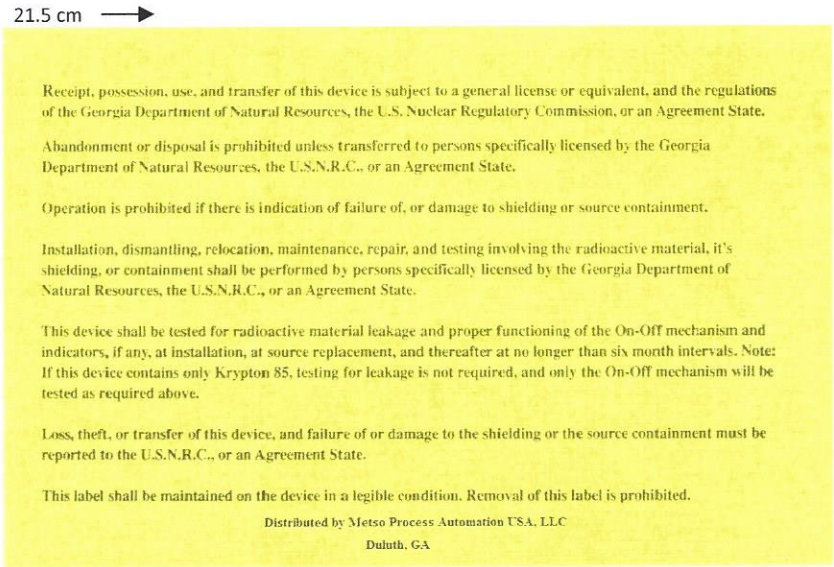 21.5 cm
Receipt, possession, use, and transfer of this device is subject to a general license or equivalent, and the regulations
of the Georgia Department of Natural Resources, the U.S. Nuclear Regulatory Commission, or an Agreement State.
Abandonment or disposal is prohibited unless transferred to persons specifically licensed by the Georgia
Department of Natural Resources, the U.S.N.R.C., or an Agreement State.
Operation is prohibited if there is indication of failure of, or damage to shielding or source containment.
Installation, dismantling, relocation, maintenance, repair, and testing involving the radioactive material, it's
shielding, or containment shall be performed by persons specifically licensed by the Georgia Department of
Natural Resources, the U.S.N.R.C., or an Agreement State.
This device shall be tested for radioactive material leakage and proper functioning of the On-Off mechanism and
indicators, if any, at installation, at source replacement, and thereafter at no longer than six month intervals. Note:
If this device contains only Krypton 85, testing for leakage is not required, and only the On-Off mechanism will be
tested as required above.
Loss, theft, or transfer of this device, and failure of or damage to the shielding or the source containment must be
reported to the U.S.N.R.C., or an Agreement State.
This label shall be maintained on the device in a legible condition. Removal of this label is prohibited.
Distributed by Metso Process Automation USA, LLC
Duluth, GA